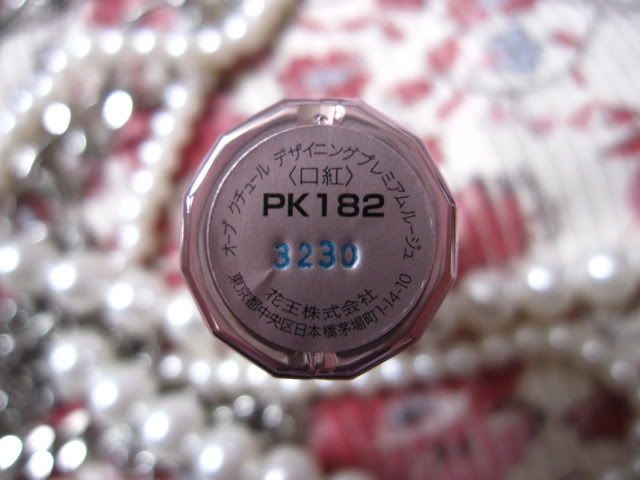 オーブ クチュール デザイニングプレミアムルージュ
〈口紅〉
PK182
3230
花王株式会社
東京都中央区日本橋茅場町1-14-10